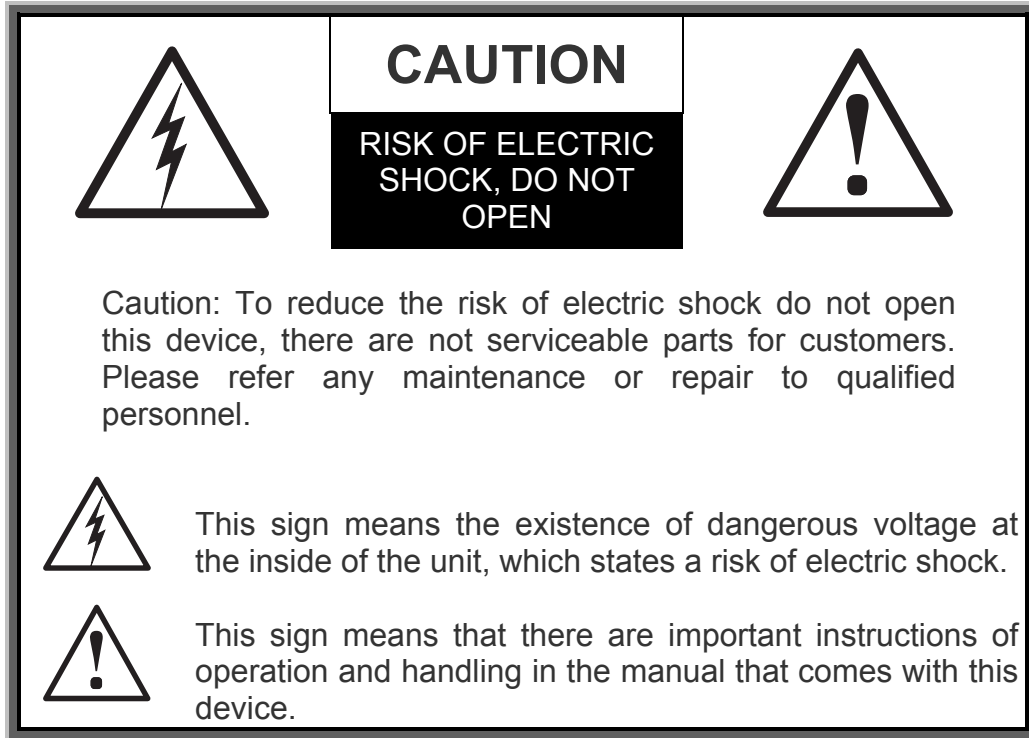 CAUTION
RISK OF ELECTRIC
SHOCK, DO NOT
OPEN
Caution: To reduce the risk of electric shock do not open
this device, there are not serviceable parts for customers.
Please refer any maintenance or repair to qualified
personnel.
This sign means the existence of dangerous voltage at
the inside of the unit, which states a risk of electric shock.
This sign means that there are important instructions of
operation and handling in the manual that comes with this
device.